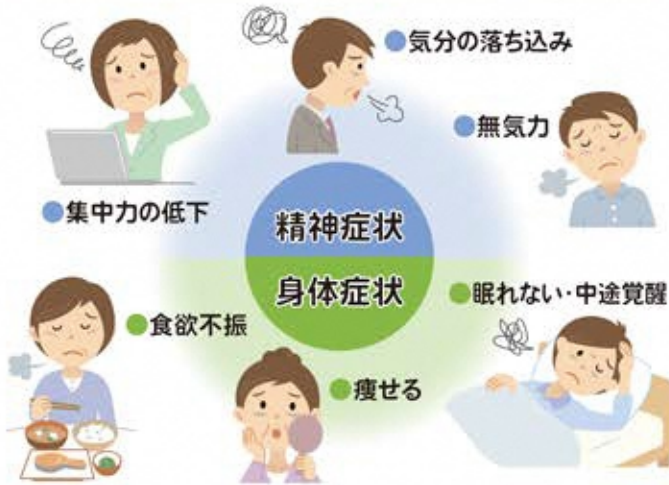 ●気分の落ち込み
●無気力
●集中力の低下
精神症状
身体症状
●眠れない・中途覚醒
●食欲不振
●痩せる